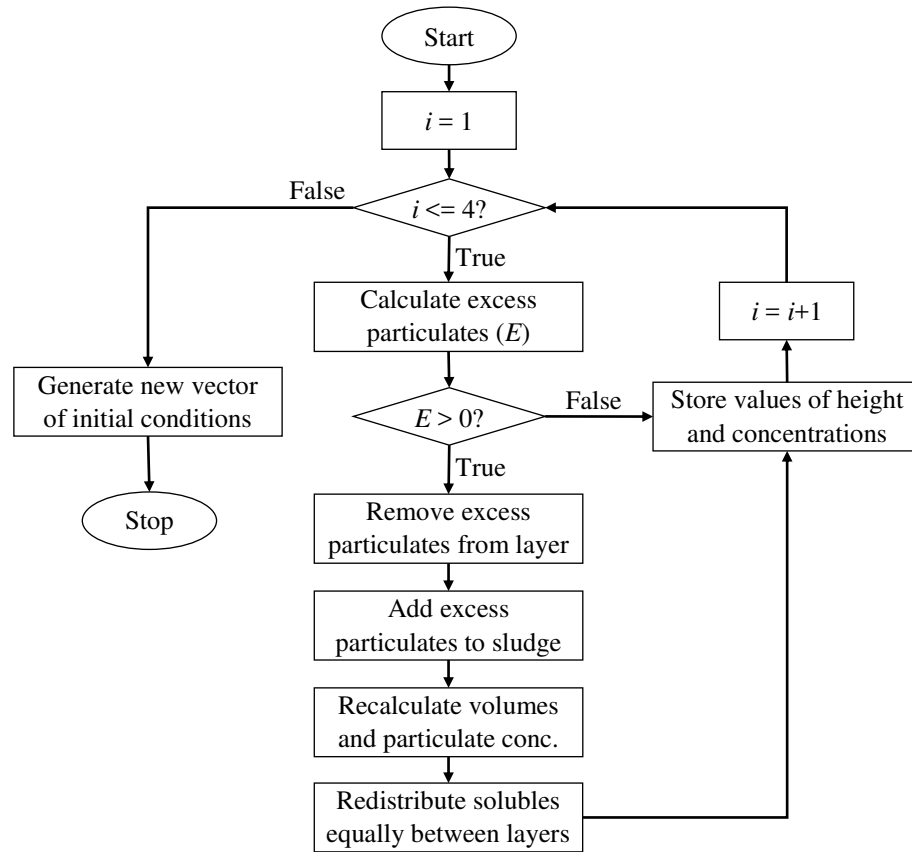 Start
i = 1
False
i <= 4?
True
Calculate excess
particulates (E)
i = i+1
Generate new vector
of initial conditions
E > 0?
False
Store values of height
and concentrations
True
Stop
Remove excess
particulates from layer
Add excess
particulates to sludge
Recalculate volumes
and particulate conc.
Redistribute solubles
equally between layers